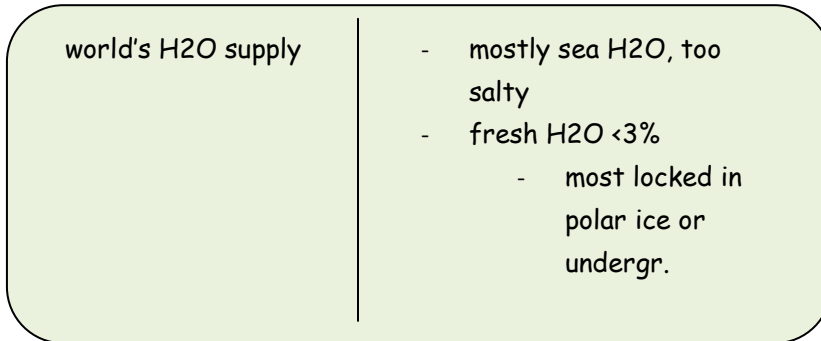 world's H2O supply
- mostly sea H2O, too
salty
- fresh H2O <3%
- most locked in
polar ice or
undergr.